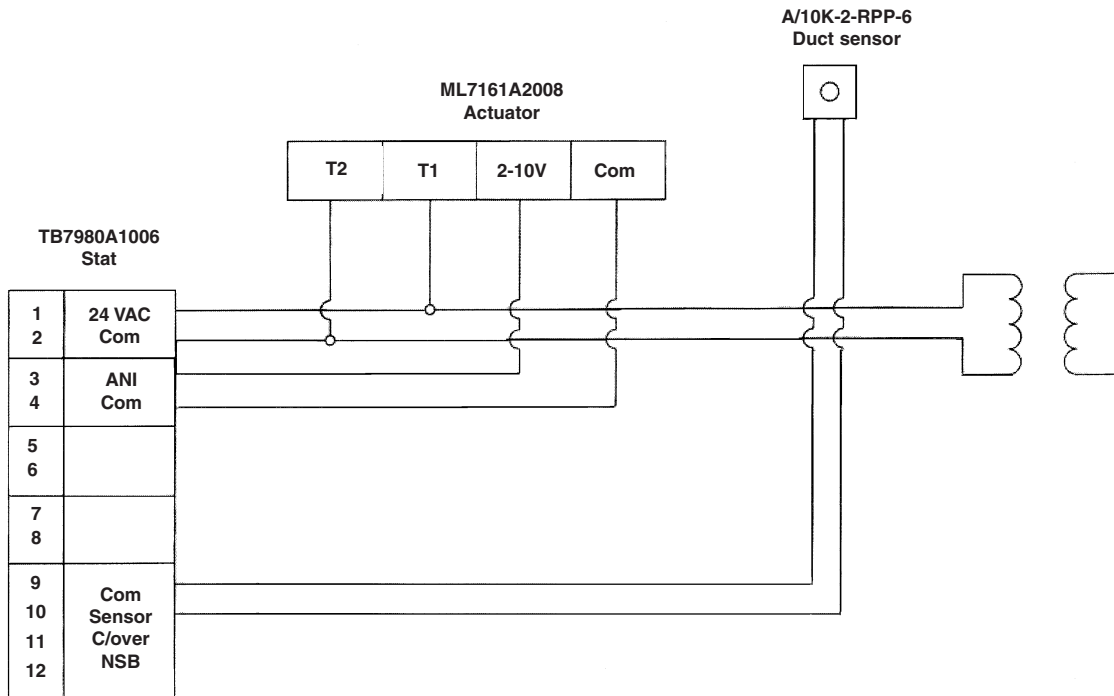 A/10K-2-RPP-6
Duct sensor
ML7161A2008
Actuator
T2 T1 2-10V Com
TB7980A1006
Stat
1 24 VAC
2 Com
3 ANI
4 Com
5
6
7
8
9 Com
10 Sensor
11 C/over
12 NSB